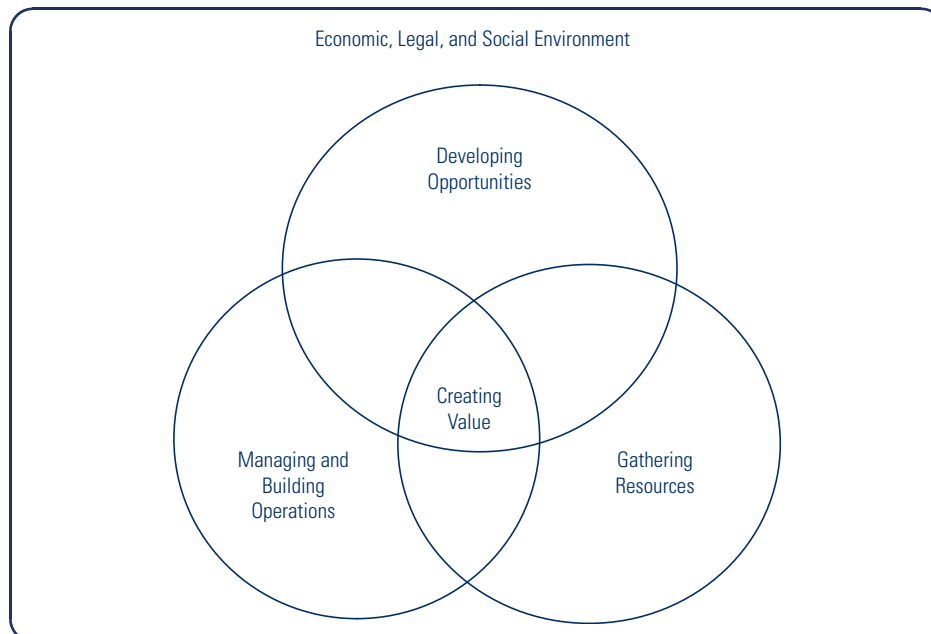 Economic, Legal, and Social Environment
Developing
Opportunities
Creating
Value
Managing and
Building
Operations
Gathering
Resources